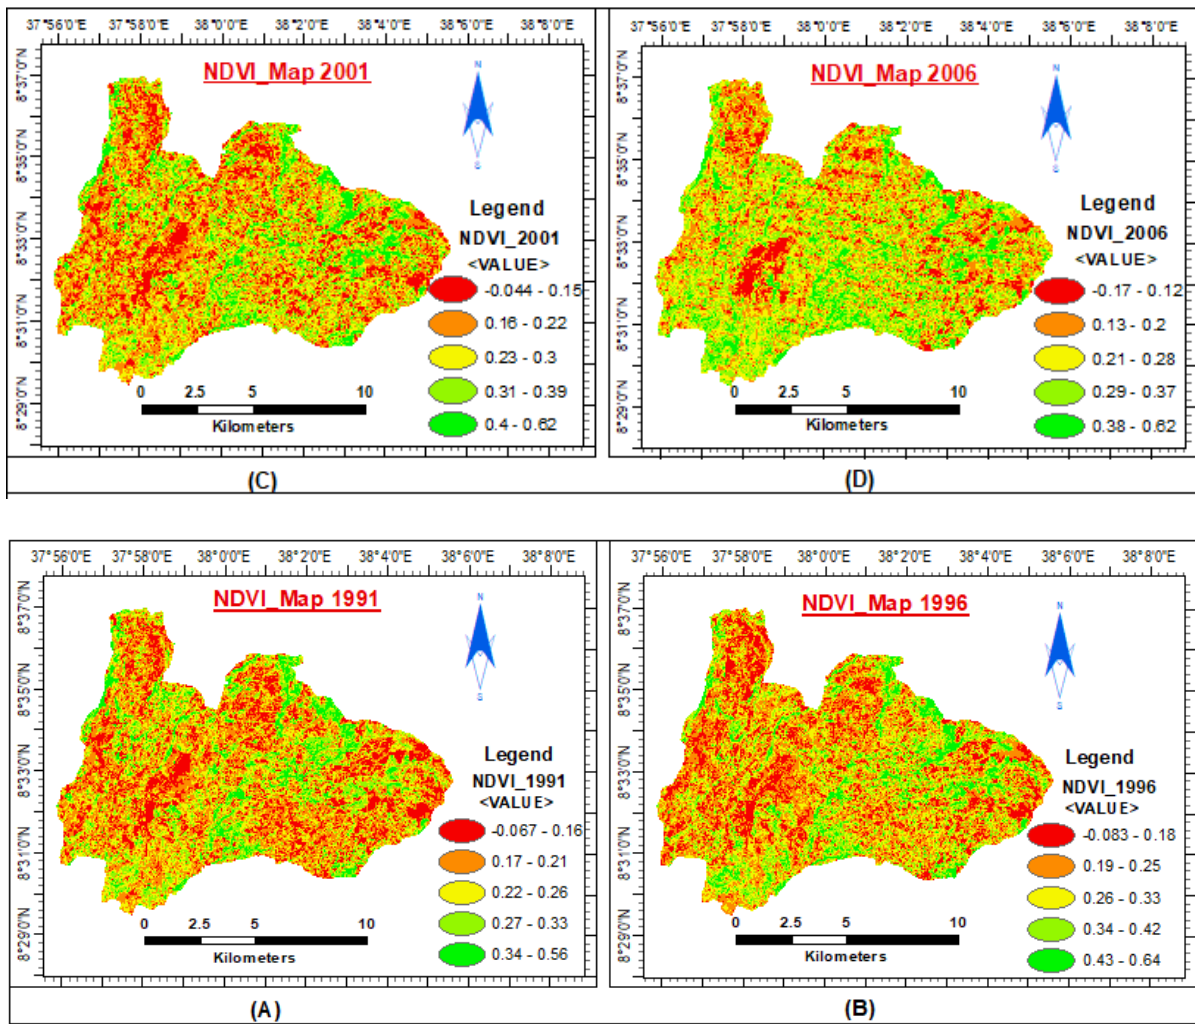 37°56'0"E 37°58'0"E 38°0'0"E 38°2'0"E 38°4'0"E 38°6'0"E 38°8'0"E
NDVI_Map 2001
N
S
8°37'0"N
8°35'0"N
8°33'0"N
8°31'0"N
8°29'0"N
Legend
NDVI_2001
<VALUE>
-0.044 - 0.15
0.16 - 0.22
0.23 - 0.3
0.31 - 0.39
0.4 - 0.62
0 2.5 5 10
Kilometers
(C)
37°56'0"E 37°58'0"E 38°0'0"E 38°2'0"E 38°4'0"E 38°6'0"E 38°8'0"E
NDVI_Map 2006
N
S
8°37'0"N
8°35'0"N
8°33'0"N
8°31'0"N
8°29'0"N
Legend
NDVI_2006
<VALUE>
-0.17 - 0.12
0.13 - 0.2
0.21 - 0.28
0.29 - 0.37
0.38 - 0.62
0 2.5 5 10
Kilometers
(D)
37°56'0"E 37°58'0"E 38°0'0"E 38°2'0"E 38°4'0"E 38°6'0"E 38°8'0"E
NDVI_Map 1991
N
S
8°37'0"N
8°35'0"N
8°33'0"N
8°31'0"N
8°29'0"N
Legend
NDVI_1991
<VALUE>
-0.067 - 0.16
0.17 - 0.21
0.22 - 0.26
0.27 - 0.33
0.34 - 0.56
0 2.5 5 10
Kilometers
(A)
37°56'0"E 37°58'0"E 38°0'0"E 38°2'0"E 38°4'0"E 38°6'0"E 38°8'0"E
NDVI_Map 1996
N
S
8°37'0"N
8°35'0"N
8°33'0"N
8°31'0"N
8°29'0"N
Legend
NDVI_1996
<VALUE>
-0.083 - 0.18
0.19 - 0.25
0.26 - 0.33
0.34 - 0.42
0.43 - 0.64
0 2.5 5 10
Kilometers
(B)